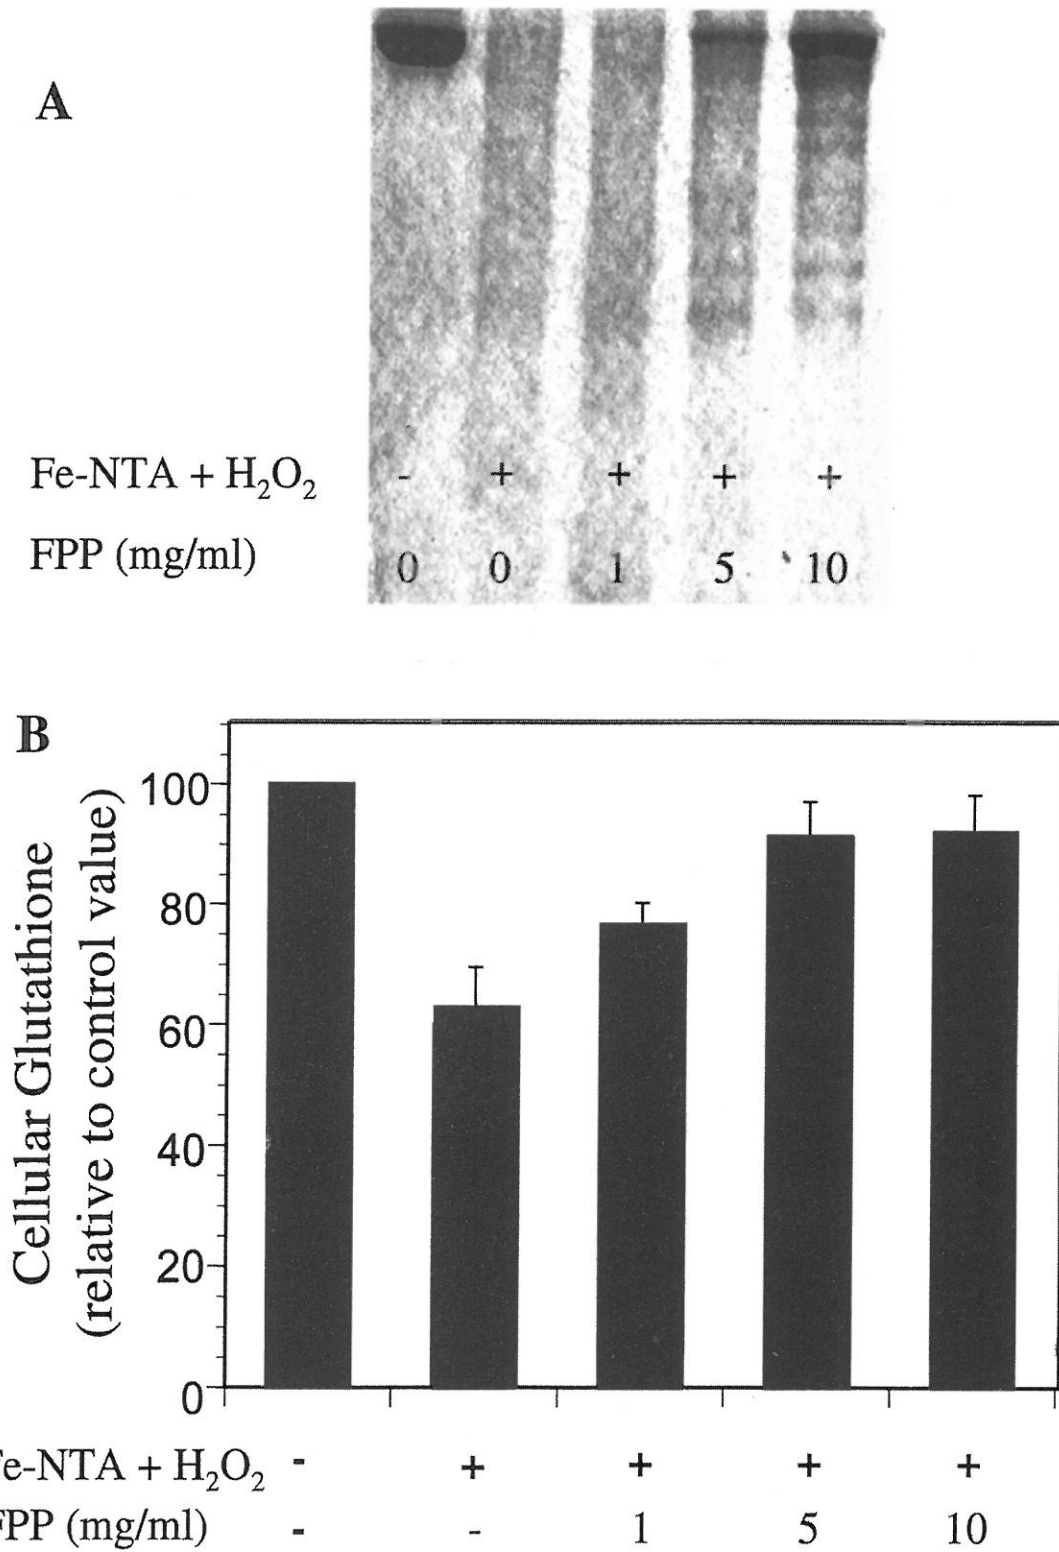 A
Fe-NTA + H₂O₂ - + + + +
FPP (mg/ml) 0 0 1 5 10
B
Cellular Glutathione
(relative to control value)
100
80
60
40
20
0
Fe-NTA + H₂O₂ - + + + +
FPP (mg/ml) - - 1 5 10